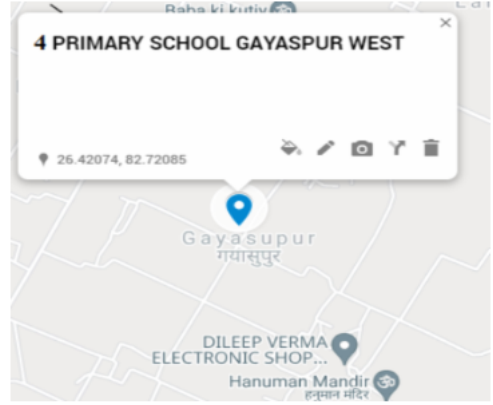 Baba ki kutiy
4 PRIMARY SCHOOL GAYASPUR WEST
26.42074, 82.72085
Gayasupur
गयासुपुर
DILEEP VERMA
ELECTRONIC SHOP...
Hanuman Mandir
हनुमान मंदिर